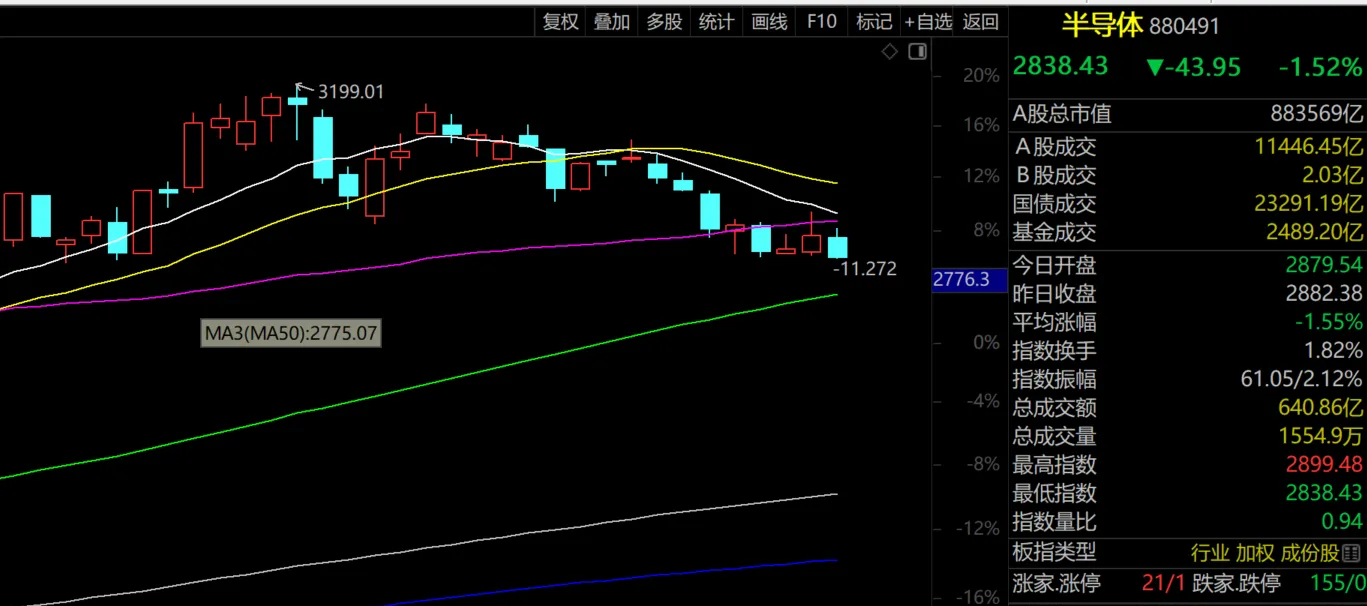 复权 叠加 多股 统计 画线 F10 标记 +自选 返回
半导体 880491
2838.43 ▼-43.95 -1.52%
A股总市值 883569亿
A股成交 11446.45亿
B股成交 2.03亿
国债成交 23291.19亿
基金成交 2489.20亿
今日开盘 2879.54
昨日收盘 2882.38
平均涨幅 -1.55%
指数换手 1.82%
指数振幅 61.05/2.12%
总成交额 640.86亿
总成交量 1554.9万
最高指数 2899.48
最低指数 2838.43
指数量比 0.94
板指类型 行业 加权 成份股
涨家.涨停 21/1 跌家.跌停 155/0
3199.01
-11.272
MA3(MA50):2775.07
20%
16%
12%
8%
2776.3
0%
-4%
-8%
-12%
-16%